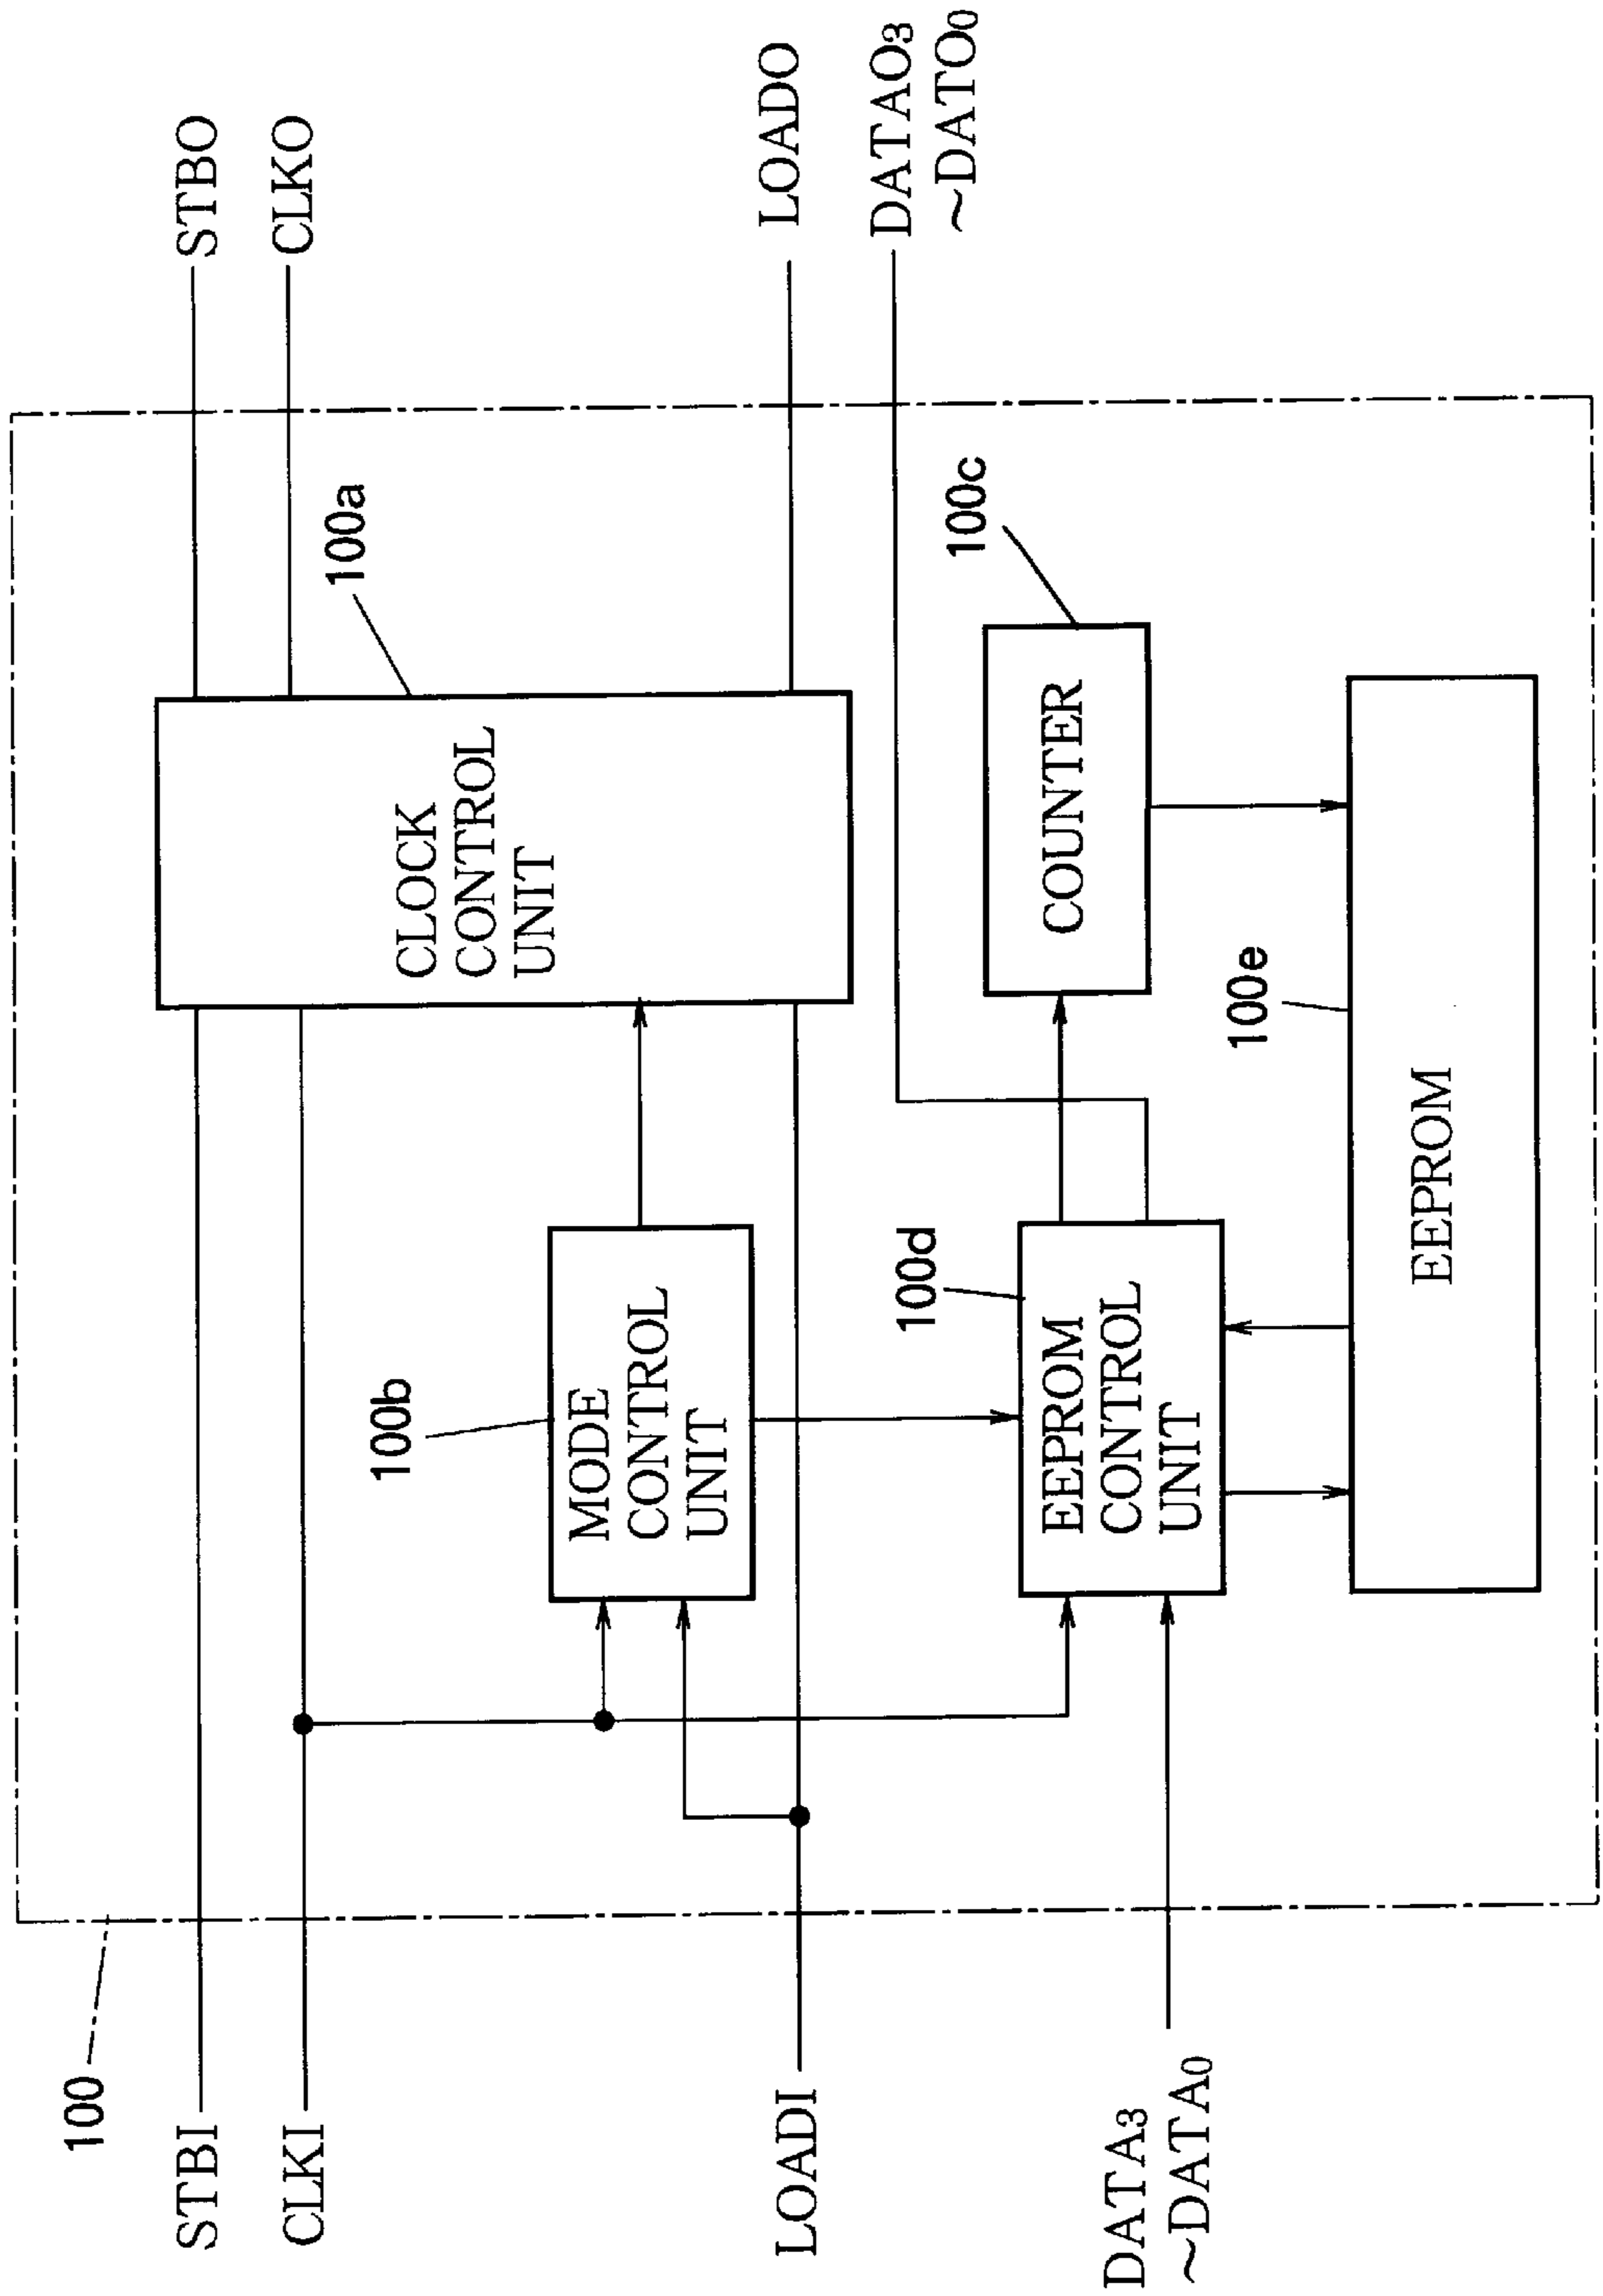 100
STBI
STBO
CLKI
CLKO
100a
CLOCK
CONTROL
UNIT
100b
MODE
CONTROL
UNIT
LOADI
LOADO
DATAO3
~DATO0
100d
EEPROM
CONTROL
UNIT
100c
COUNTER
DATA3
~DATA0
100e
EEPROM